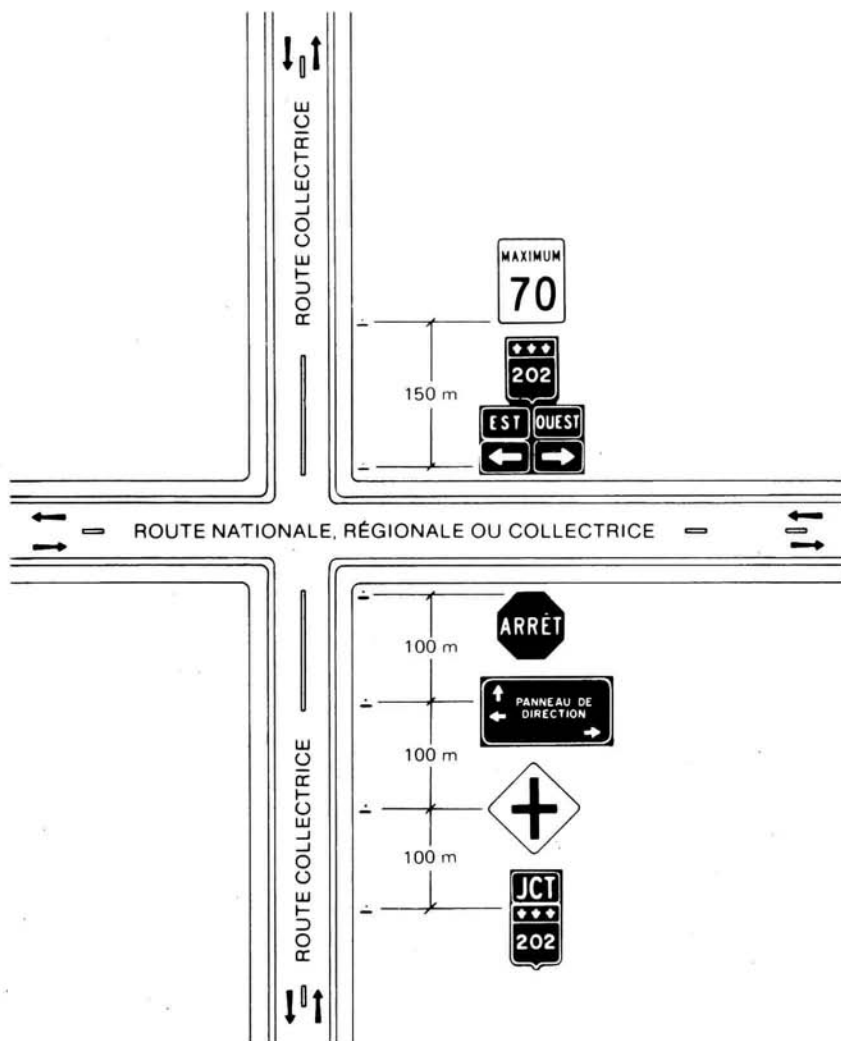 ROUTE COLLECTRICE
MAXIMUM
70
202
150 m
EST OUEST
ROUTE NATIONALE, RÉGIONALE OU COLLECTRICE
ARRÊT
100 m
PANNEAU DE
DIRECTION
100 m
ROUTE COLLECTRICE
100 m
JCT
202